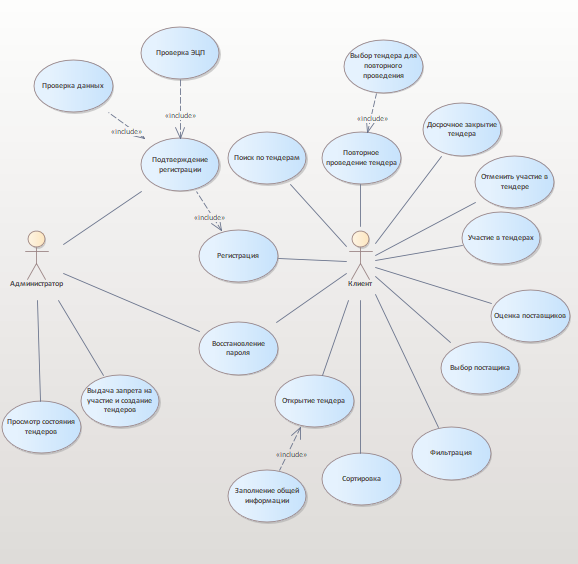 Проверка ЭЦП
Выбор тендера для
повторного
проведения
Проверка данных
«include»
«include»
«include»
Досрочное закрытие
тендера
Подтверждение
регистрации
Поиск по тендерам
Повторное
проведение тендера
Отменить участие в
тендере
«include»
Участие в тендерах
Регистрация
Администратор
Клиент
Оценка поставщиков
Восстановление
пароля
Выбор постащика
Выдача запрета на
участие и создание
тендеров
Открытие тендера
Просмотр состояния
тендеров
«include»
Фильтрация
Сортировка
Заполнение общей
информации